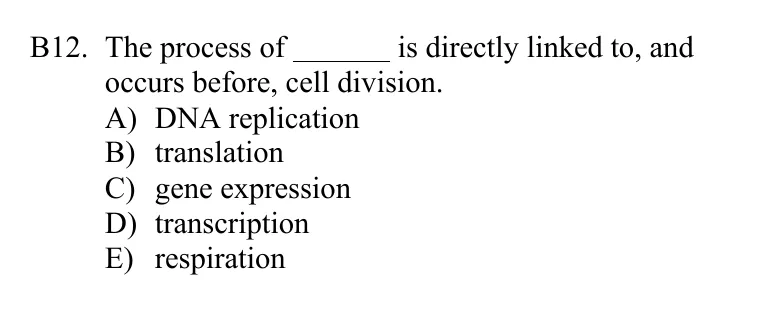 B12. The process of ______ is directly linked to, and
occurs before, cell division.
A) DNA replication
B) translation
C) gene expression
D) transcription
E) respiration